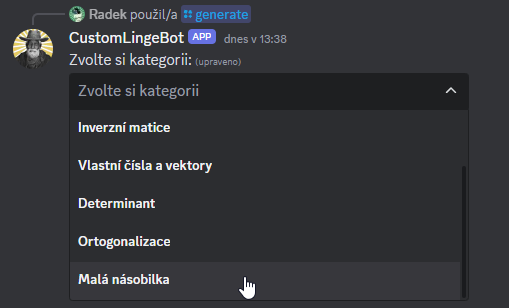 Radek použil/a generate
CustomLingeBot APP dnes v 13:38
Zvolte si kategorii: (upraveno)
Zvolte si kategorii
Inverzní matice
Vlastní čísla a vektory
Determinant
Ortogonalizace
Malá násobilka